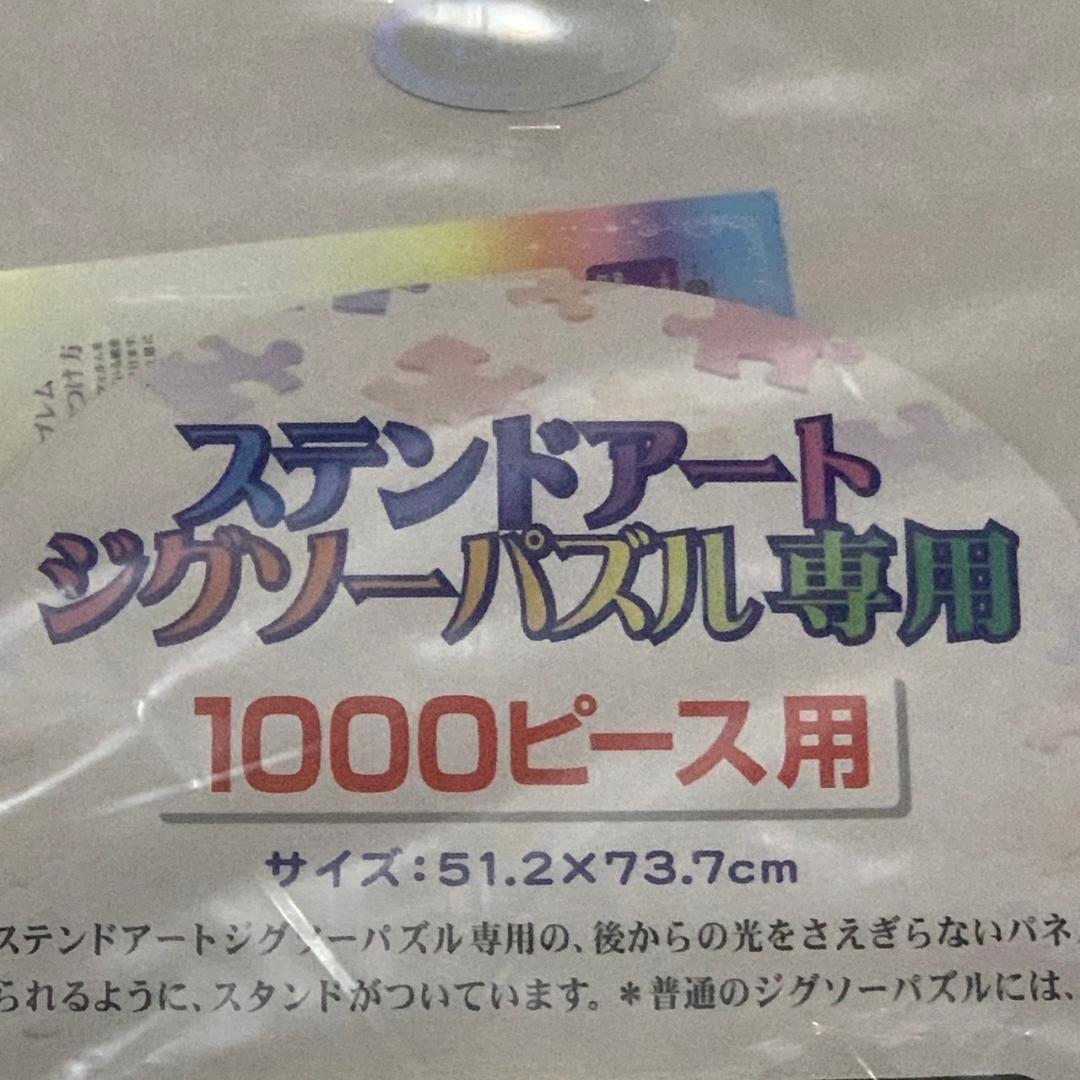 ステンドアート
ジグソーパズル専用
1000ピース用
サイズ:51.2×73.7cm
ステンドアートジグソーパズル専用の、後からの光をさえぎらないパネ
られるように、スタンドがついています。*普通のジグソーパズルには、